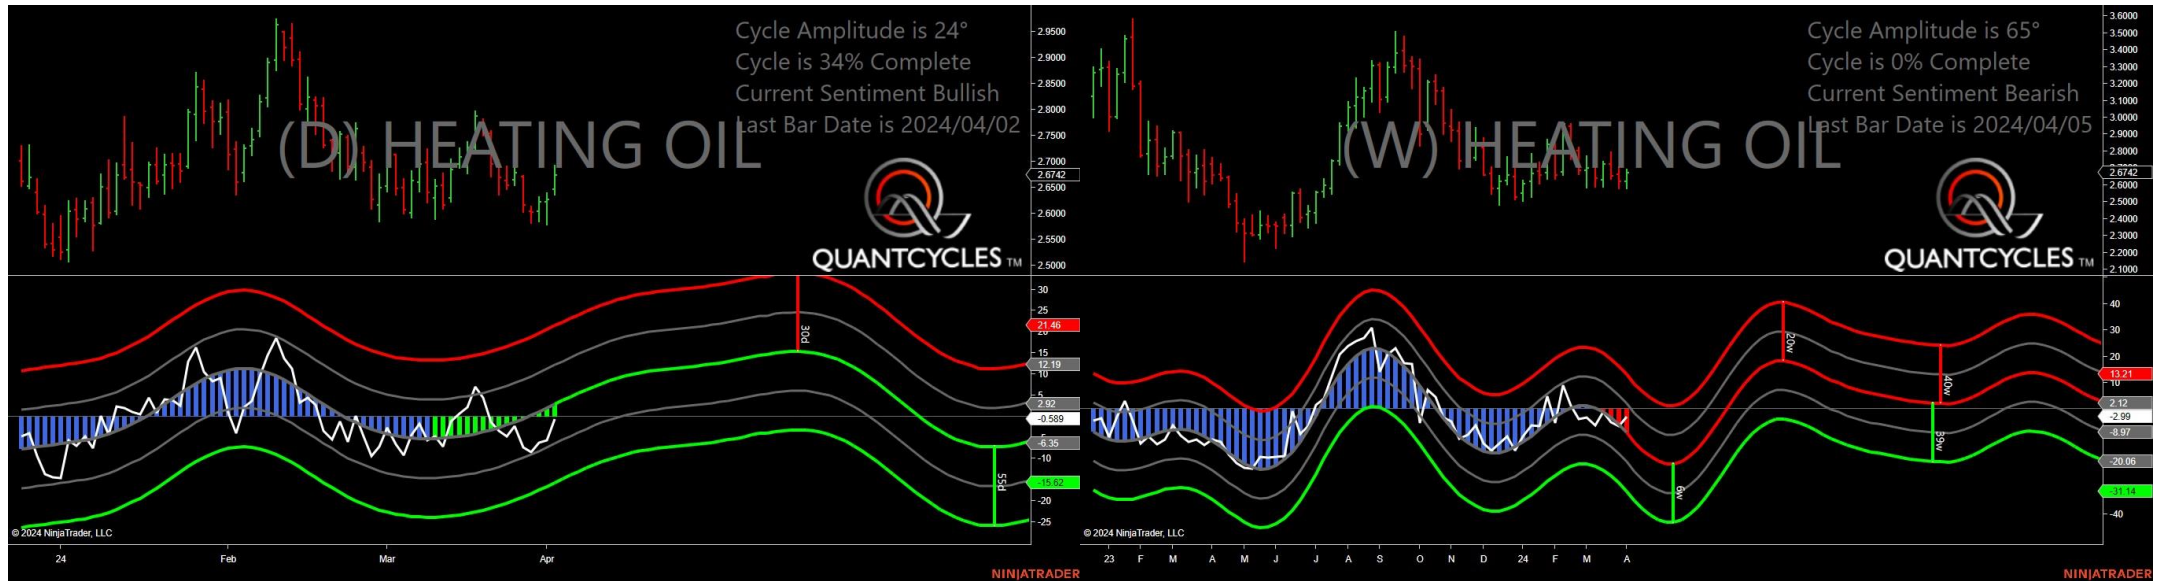 Cycle Amplitude is 24°
Cycle is 34% Complete
Current Sentiment Bullish
Last Bar Date is 2024/04/02
(D) HEATING OIL
QUANTCYCLES TM
2.9500
2.9000
2.8500
2.8000
2.7500
2.7000
2.6742
2.6500
2.6000
2.5500
2.5000
30d
55d
30
25
21.46
20
15
12.19
10
5
2.92
-0.589
-6.35
-10
-15.62
-20
-25
© 2024 NinjaTrader, LLC
24 Feb Mar Apr
NINJATRADER
Cycle Amplitude is 65°
Cycle is 0% Complete
Current Sentiment Bearish
Last Bar Date is 2024/04/05
(W) HEATING OIL
QUANTCYCLES TM
3.6000
3.5000
3.4000
3.3000
3.2000
3.1000
3.0000
2.9000
2.8000
2.6742
2.6000
2.5000
2.4000
2.3000
2.2000
2.1000
20w
40w
39w
6w
40
30
20
13.21
10
2.12
-2.99
-8.97
-20.06
-31.14
-40
© 2024 NinjaTrader, LLC
23 F M A M J J A S O N D 24 F M A
NINJATRADER